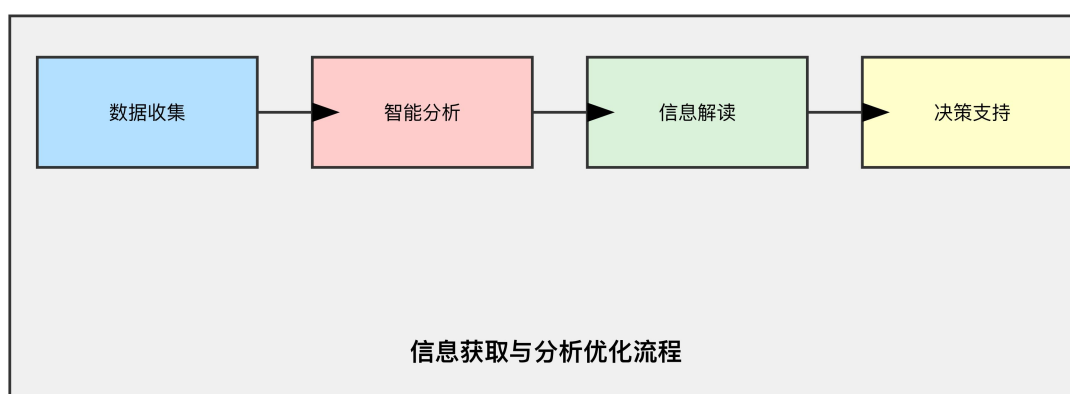 数据收集
智能分析
信息解读
决策支持
信息获取与分析优化流程